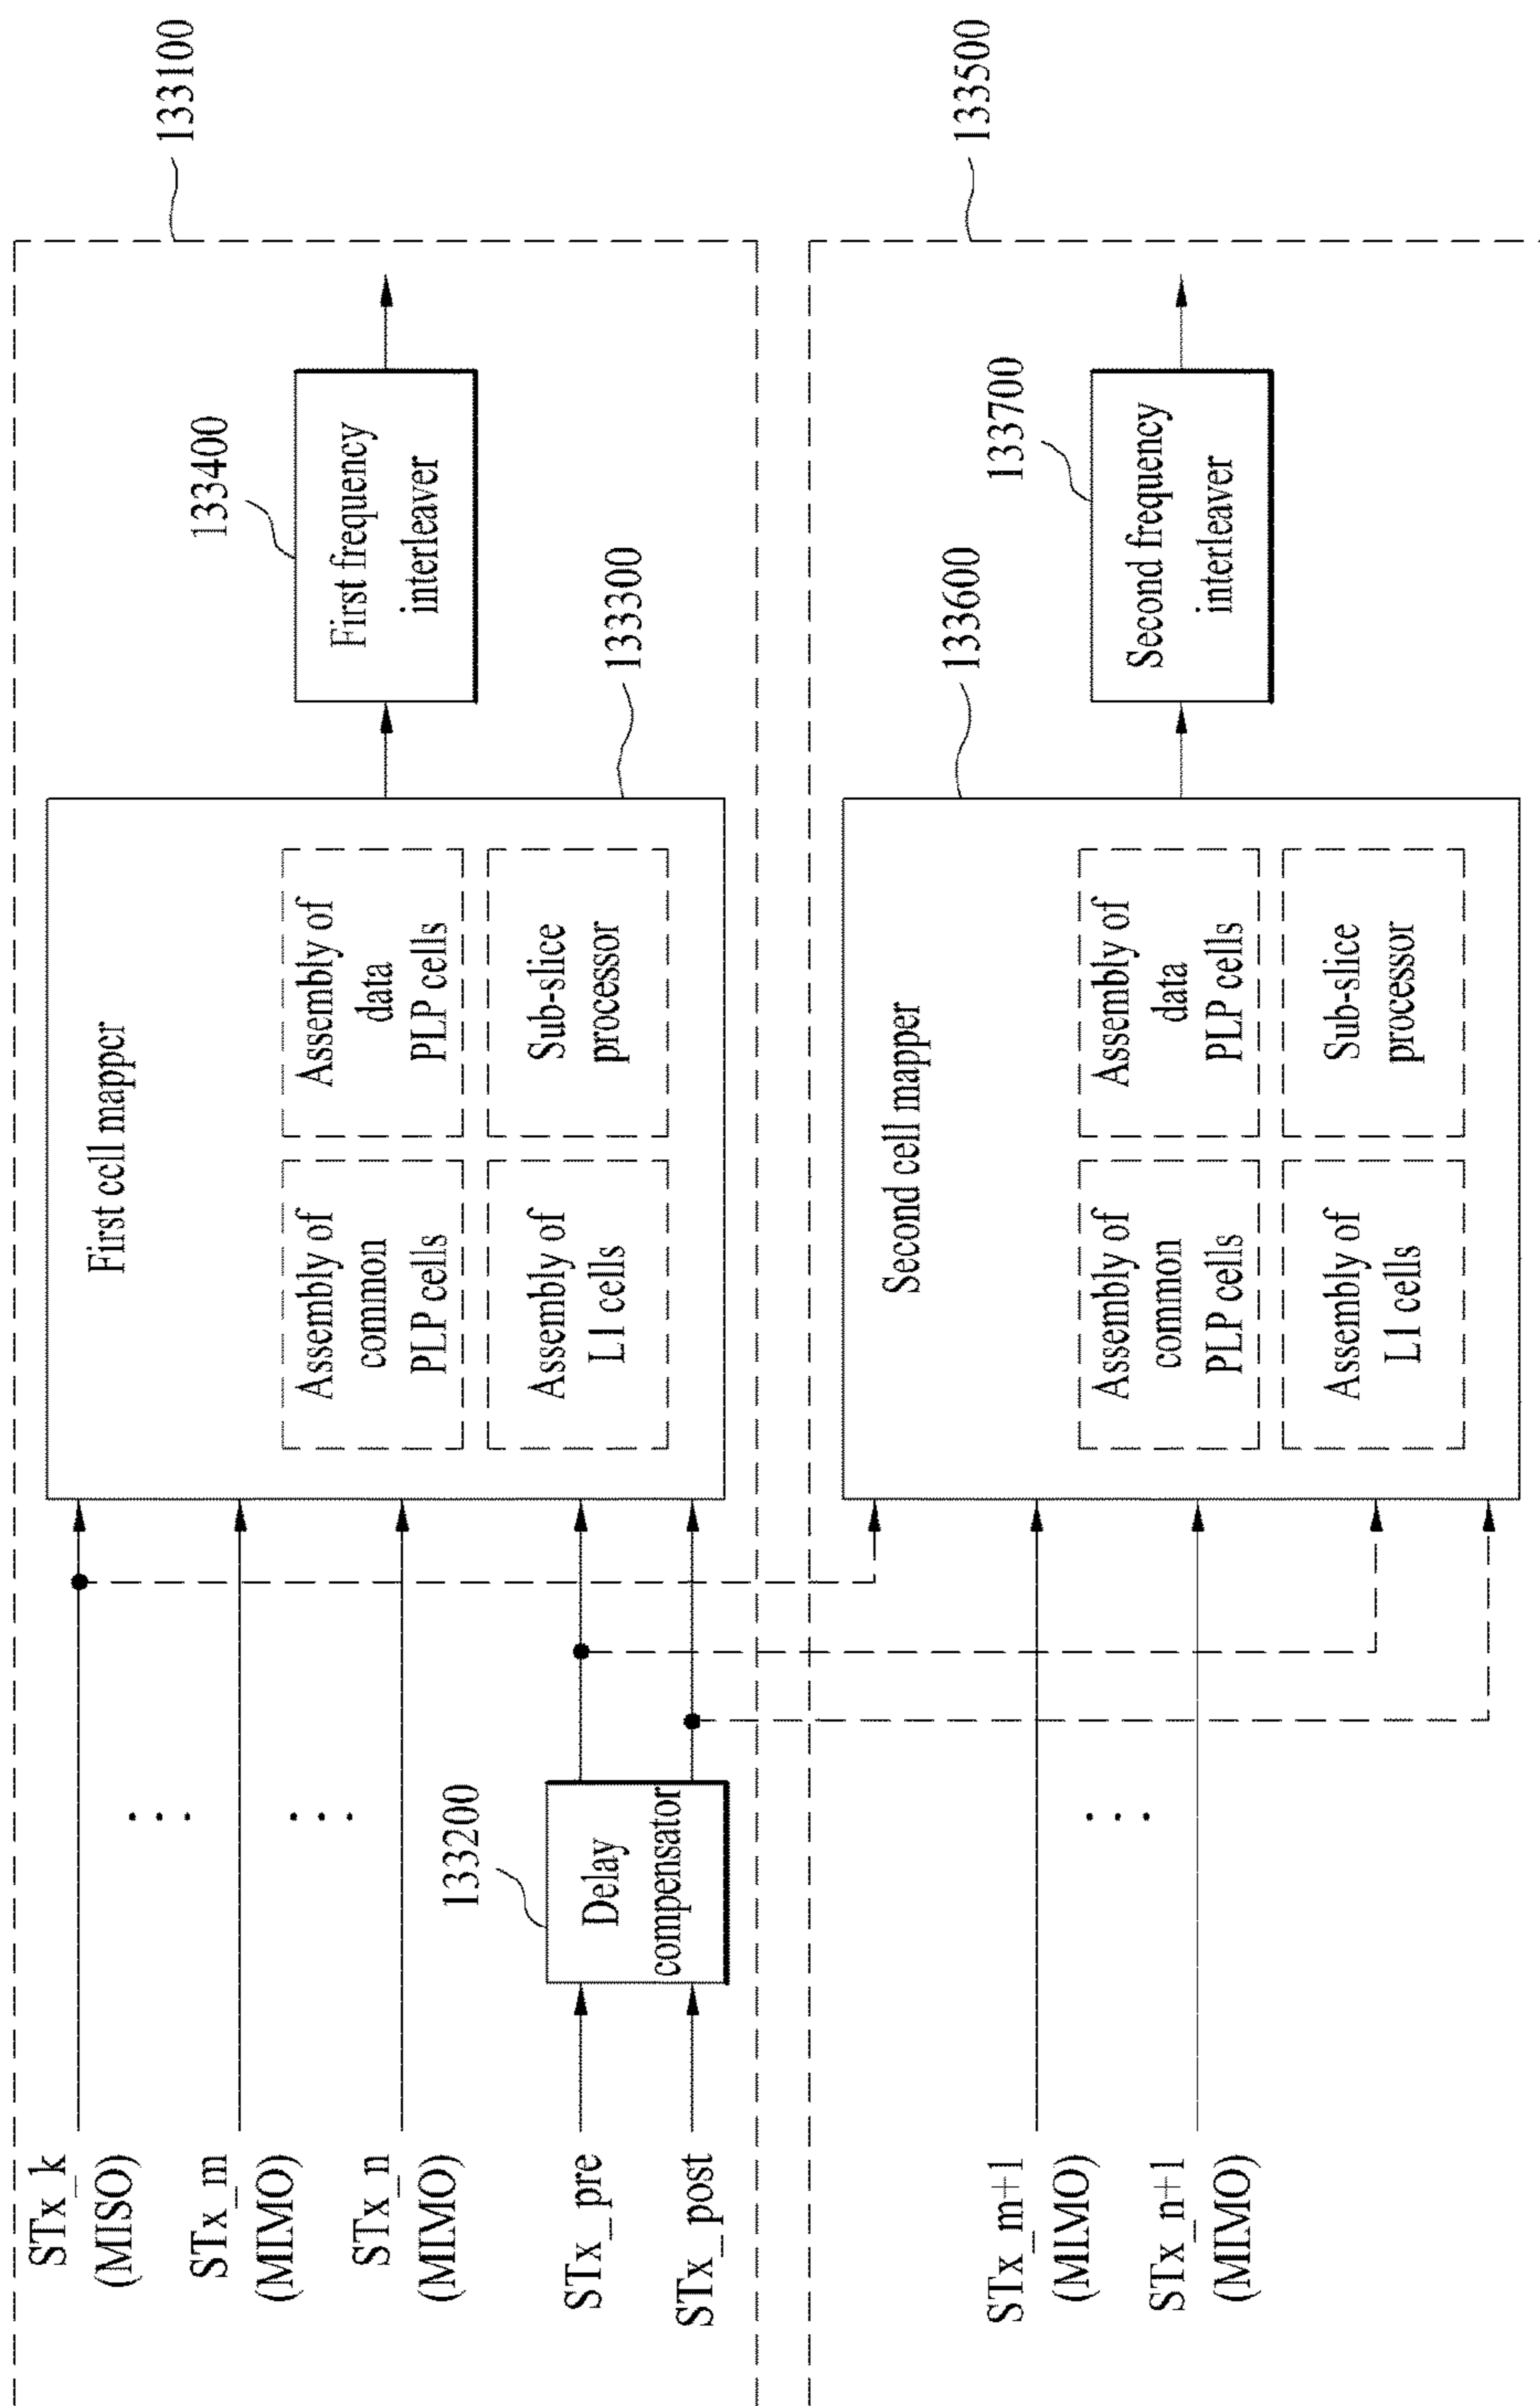 133100
STx_k
(MISO)
STx_m
(MIMO)
STx_n
(MIMO)
STx_pre
STx_post
133200
Delay
compensator
First cell mapper
Assembly of
common
PLP cells
Assembly of
data
PLP cells
Assembly of
L1 cells
Sub-slice
processor
133300
133400
First frequency
interleaver
133500
STx_m+1
(MIMO)
STx_n+1
(MIMO)
Second cell mapper
Assembly of
common
PLP cells
Assembly of
data
PLP cells
Assembly of
L1 cells
Sub-slice
processor
133600
133700
Second frequency
interleaver